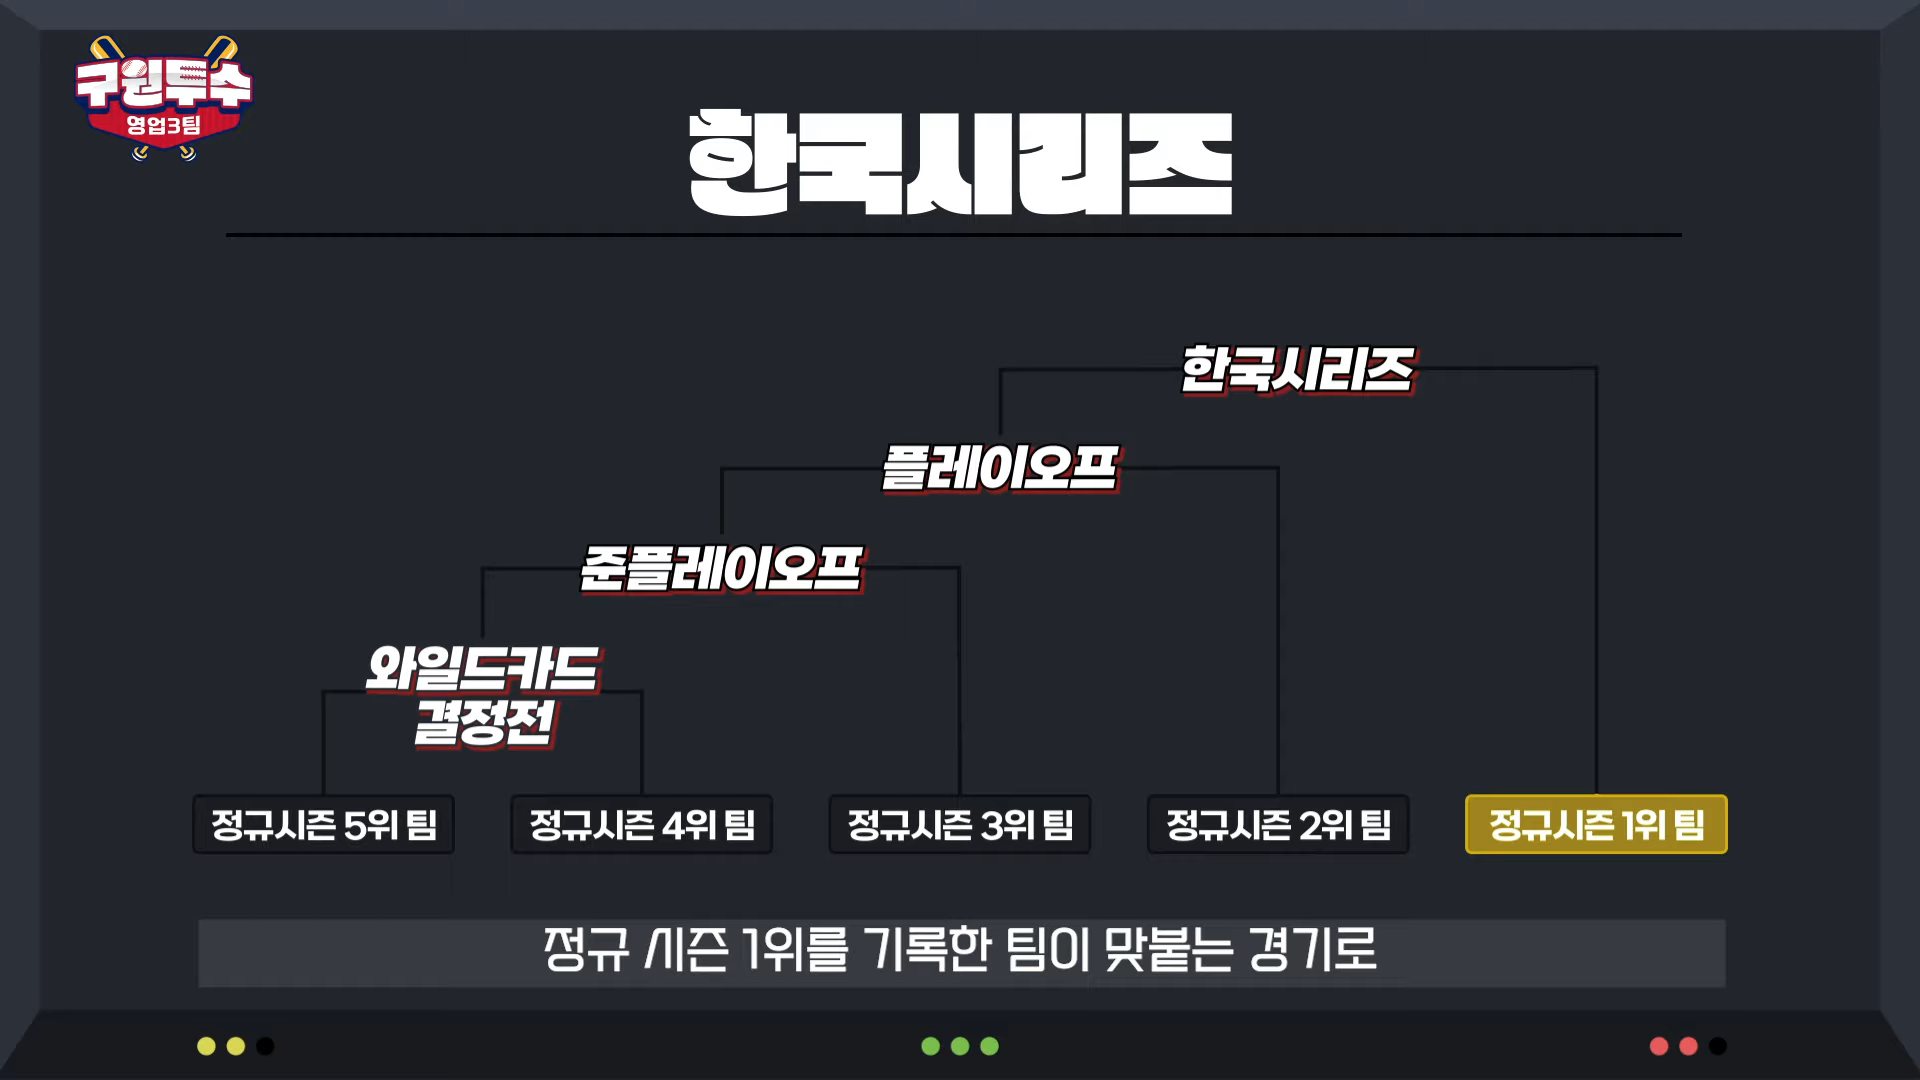 구원투수
영업3팀
한국시리즈
한국시리즈
플레이오프
준플레이오프
와일드카드
결정전
정규시즌 5위 팀
정규시즌 4위 팀
정규시즌 3위 팀
정규시즌 2위 팀
정규시즌 1위 팀
정규 시즌 1위를 기록한 팀이 맞붙는 경기로